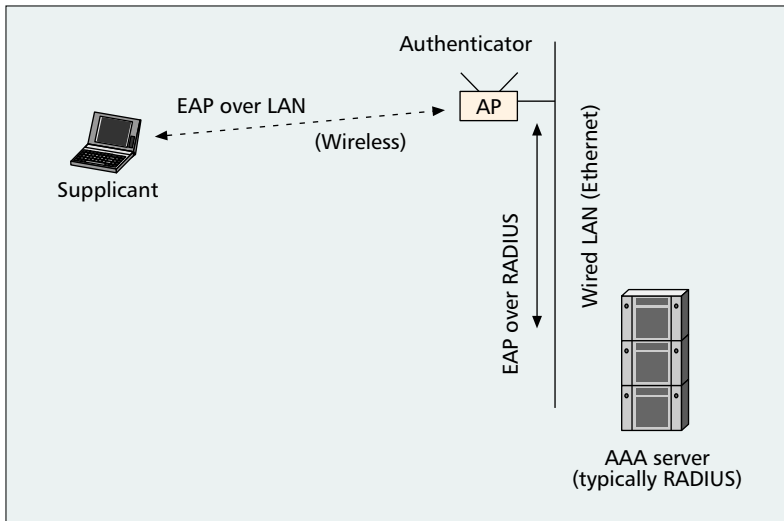 Authenticator
AP
EAP over LAN
(Wireless)
Supplicant
EAP over RADIUS
Wired LAN (Ethernet)
AAA server
(typically RADIUS)